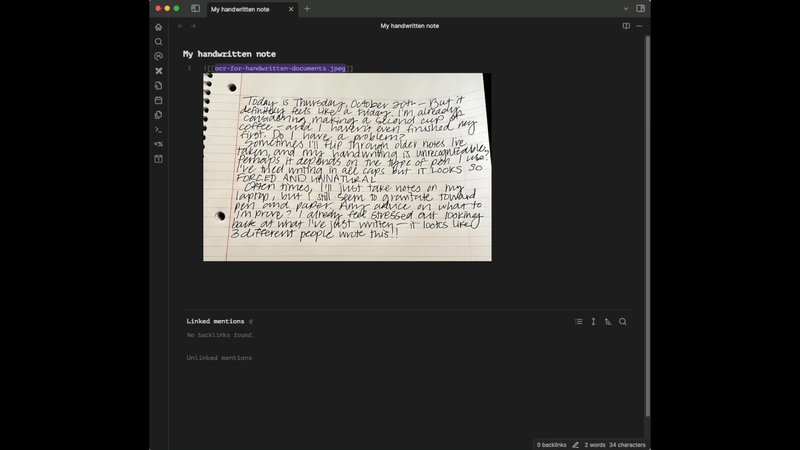 My handwritten note
My handwritten note
My handwritten note
1 ![[ocr-for-handwritten-documents.jpeg]]
Today is Thursday, October 20th - But it
definitely feels like a Friday. I'm already
considering making a second cup of
coffee - and I haven't even finished my
first. Do I have a problem?
Sometimes I'll flip through older notes I've
taken, and my handwriting is unrecognizable.
Perhaps it depends on the type of pen I use.
I've tried writing in all caps but IT LOOKS SO
FORCED AND UNNATURAL.
Often times, I'll just take notes on my
laptop, but I still seem to gravitate toward
pen and paper. Any advice on what to
improve? I already feel stressed out looking
back at what I've just written - it looks like
3 different people wrote this!!
Linked mentions 0
No backlinks found.
Unlinked mentions
0 backlinks 2 words 34 characters